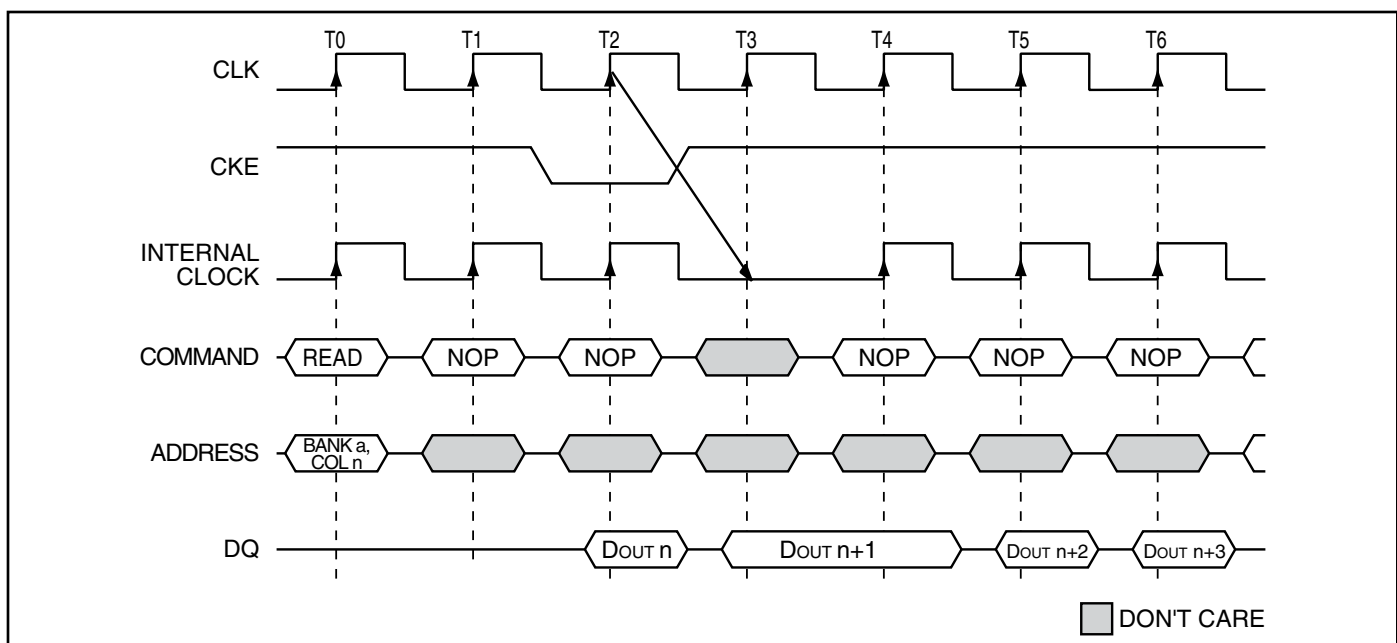 T0 T1 T2 T3 T4 T5 T6
CLK
CKE
INTERNAL
CLOCK
COMMAND READ NOP NOP NOP NOP NOP
ADDRESS BANK a,
COL n
DQ DOUT n DOUT n+1 DOUT n+2 DOUT n+3
DON'T CARE